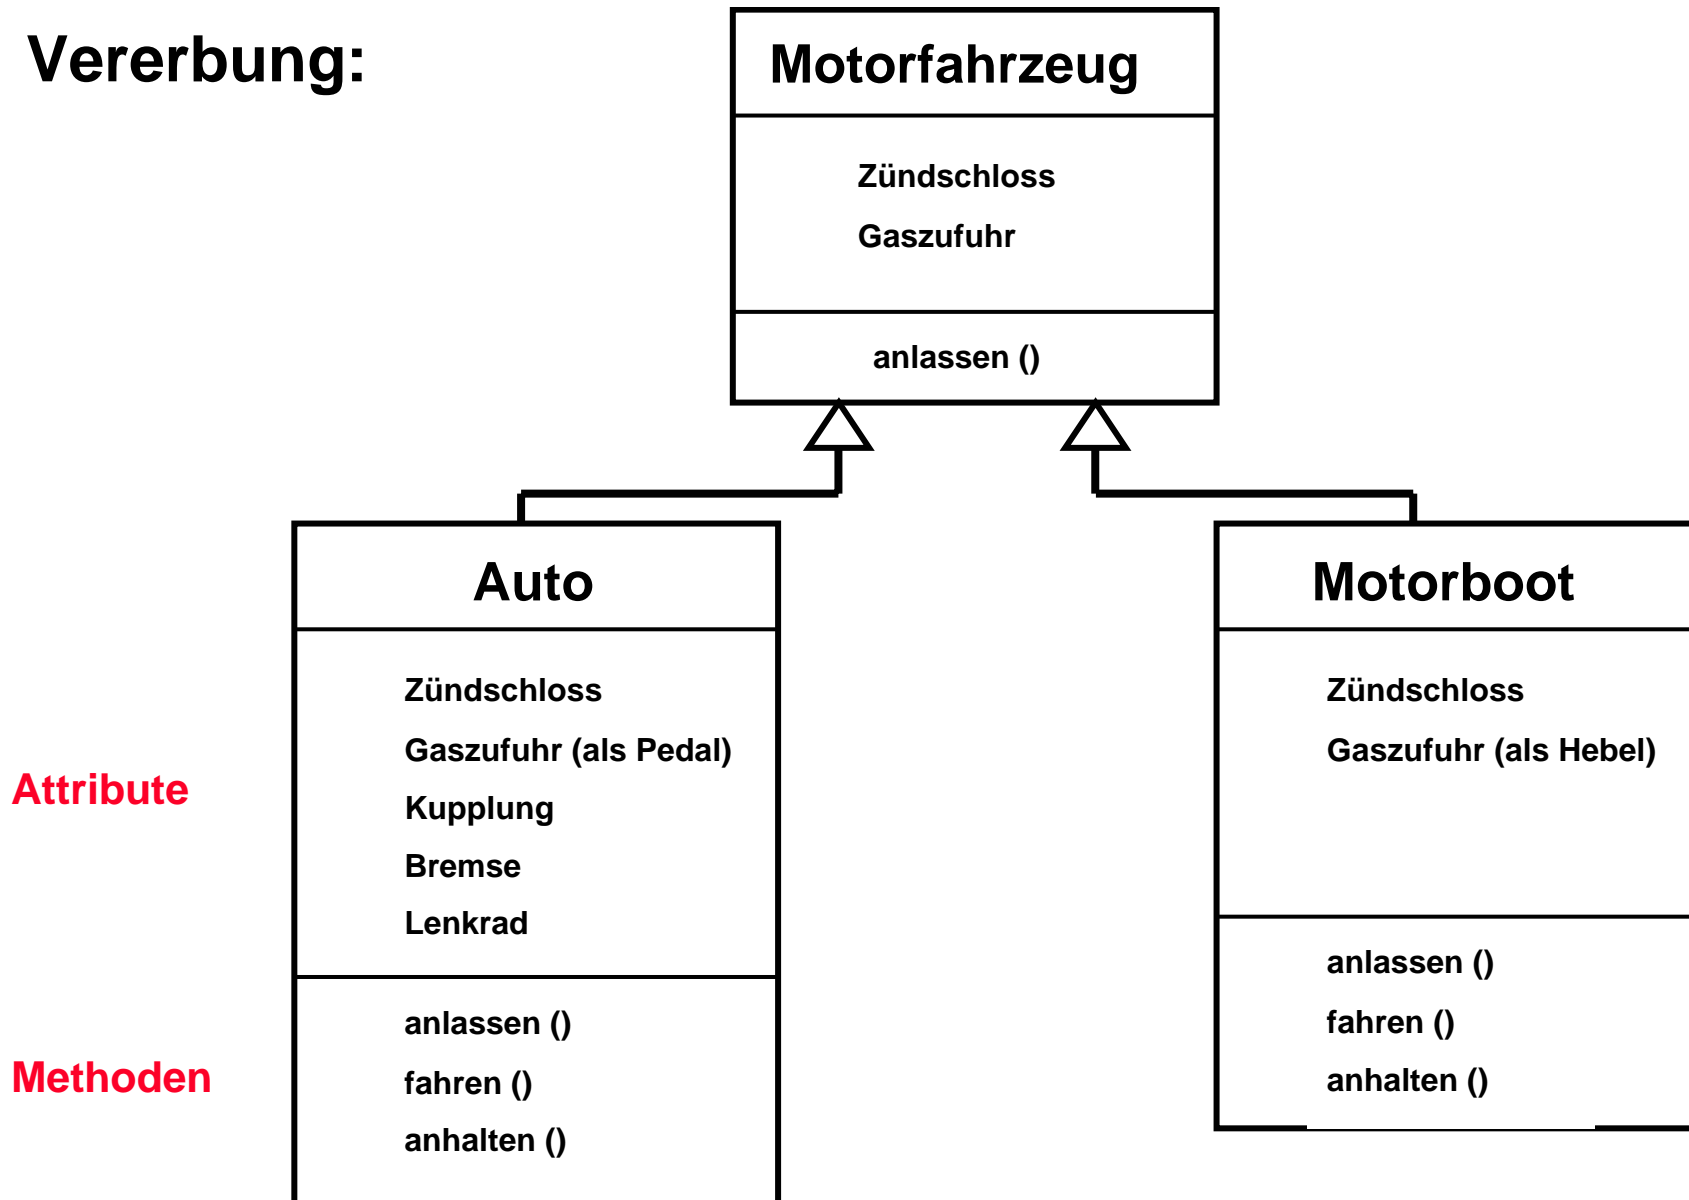 Vererbung:
Motorfahrzeug
Zündschloss
Gaszufuhr
anlassen ()
Auto
Zündschloss
Gaszufuhr (als Pedal)
Kupplung
Bremse
Lenkrad
anlassen ()
fahren ()
anhalten ()
Motorboot
Zündschloss
Gaszufuhr (als Hebel)
anlassen ()
fahren ()
anhalten ()
Attribute
Methoden